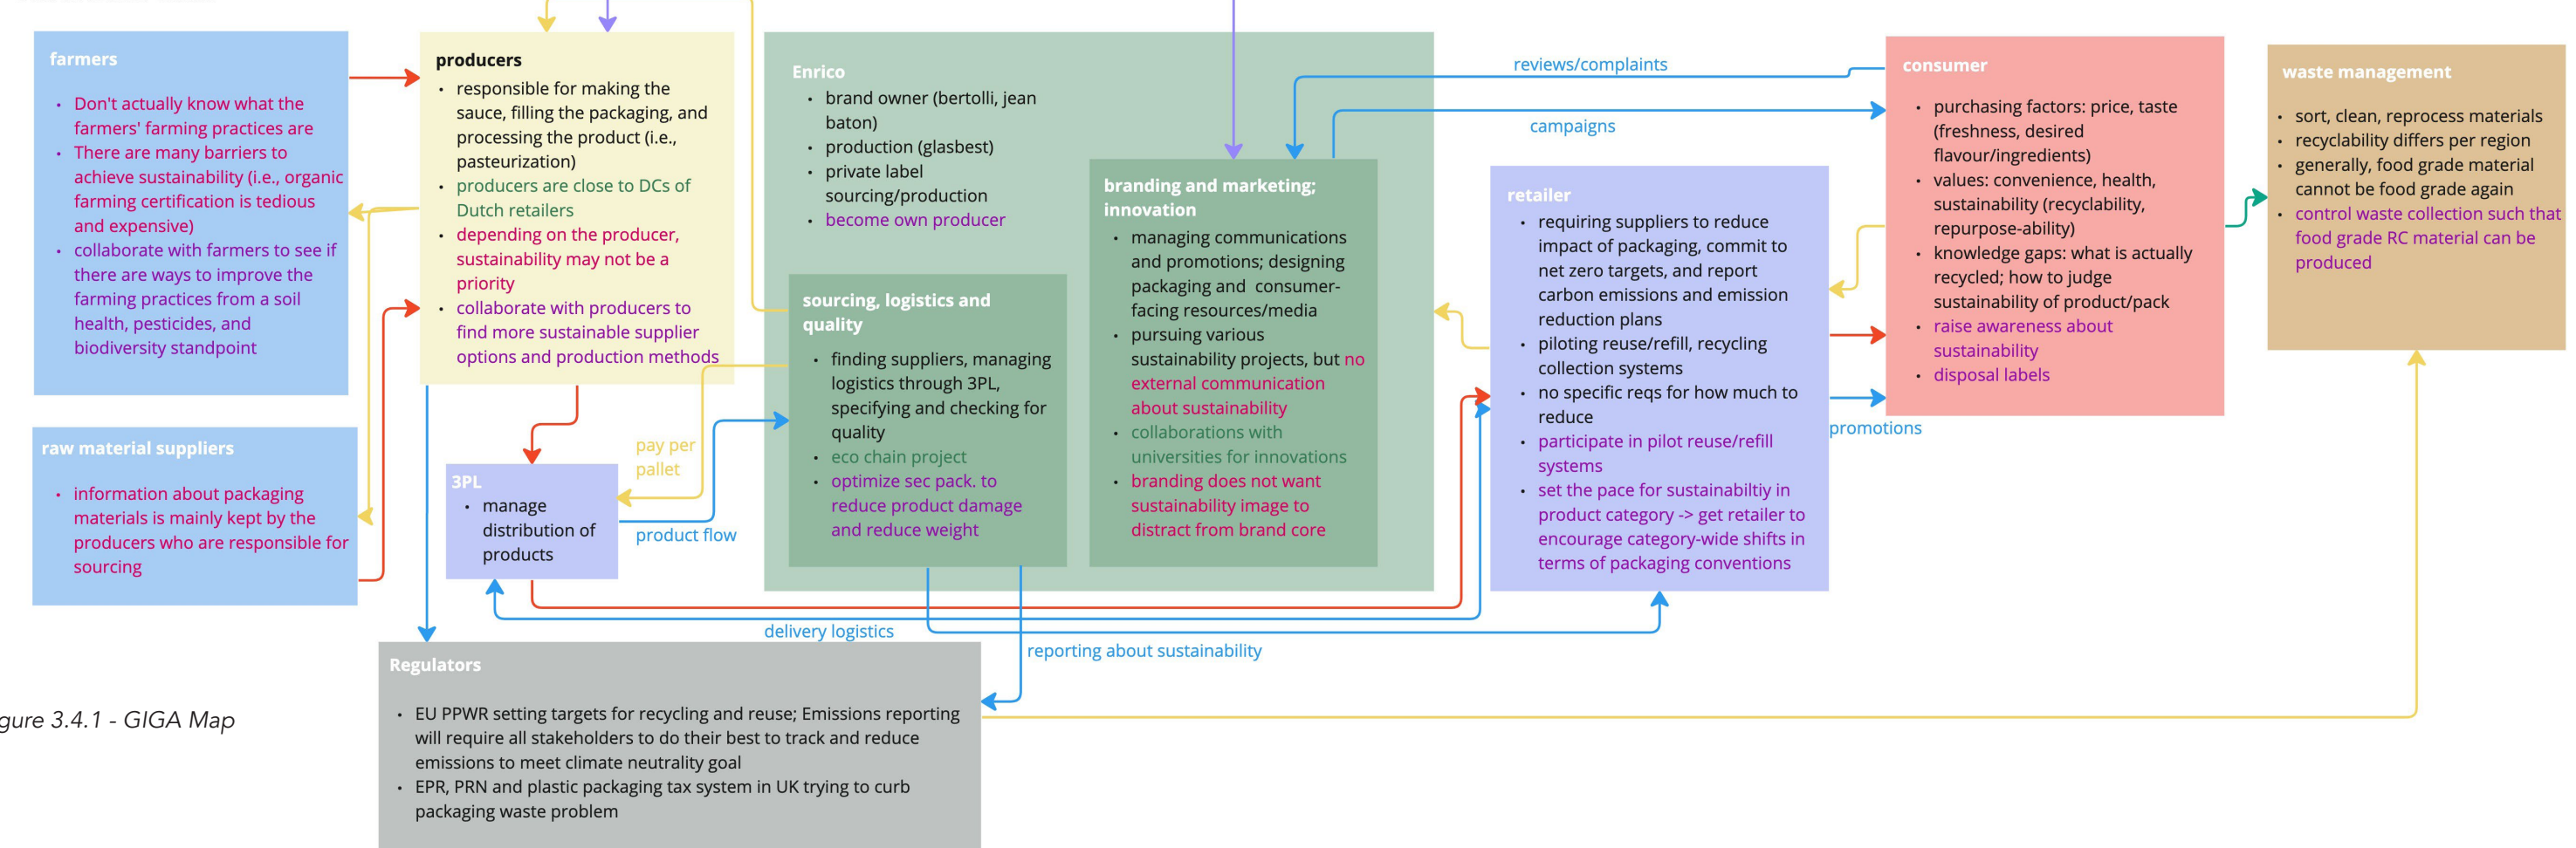 farmers
• Don't actually know what the
farmers' farming practices are
• There are many barriers to
achieve sustainability (i.e., organic
farming certification is tedious
and expensive)
• collaborate with farmers to see if
there are ways to improve the
farming practices from a soil
health, pesticides, and
biodiversity standpoint
raw material suppliers
• information about packaging
materials is mainly kept by the
producers who are responsible for
sourcing
producers
• responsible for making the
sauce, filling the packaging, and
processing the product (i.e.,
pasteurization)
• producers are close to DCs of
Dutch retailers
• depending on the producer,
sustainability may not be a
priority
• collaborate with producers to
find more sustainable supplier
options and production methods
3PL
• manage
distribution of
products
pay per
pallet
product flow
Enrico
• brand owner (bertolli, jean
baton)
• production (glasbest)
• private label
sourcing/production
• become own producer
sourcing, logistics and
quality
• finding suppliers, managing
logistics through 3PL,
specifying and checking for
quality
• eco chain project
• optimize sec pack. to
reduce product damage
and reduce weight
branding and marketing;
innovation
• managing communications
and promotions; designing
packaging and consumer-
facing resources/media
• pursuing various
sustainability projects, but no
external communication
about sustainability
• collaborations with
universities for innovations
• branding does not want
sustainability image to
distract from brand core
reviews/complaints
campaigns
retailer
• requiring suppliers to reduce
impact of packaging, commit to
net zero targets, and report
carbon emissions and emission
reduction plans
• piloting reuse/refill, recycling
collection systems
• no specific reqs for how much to
reduce
• participate in pilot reuse/refill
systems
• set the pace for sustainabiltiy in
product category -> get retailer to
encourage category-wide shifts in
terms of packaging conventions
consumer
• purchasing factors: price, taste
(freshness, desired
flavour/ingredients)
• values: convenience, health,
sustainability (recyclability,
repurpose-ability)
• knowledge gaps: what is actually
recycled; how to judge
sustainability of product/pack
• raise awareness about
sustainability
• disposal labels
promotions
waste management
• sort, clean, reprocess materials
• recyclability differs per region
• generally, food grade material
cannot be food grade again
• control waste collection such that
food grade RC material can be
produced
delivery logistics
reporting about sustainability
Regulators
• EU PPWR setting targets for recycling and reuse; Emissions reporting
will require all stakeholders to do their best to track and reduce
emissions to meet climate neutrality goal
• EPR, PRN and plastic packaging tax system in UK trying to curb
packaging waste problem
gure 3.4.1 - GIGA Map